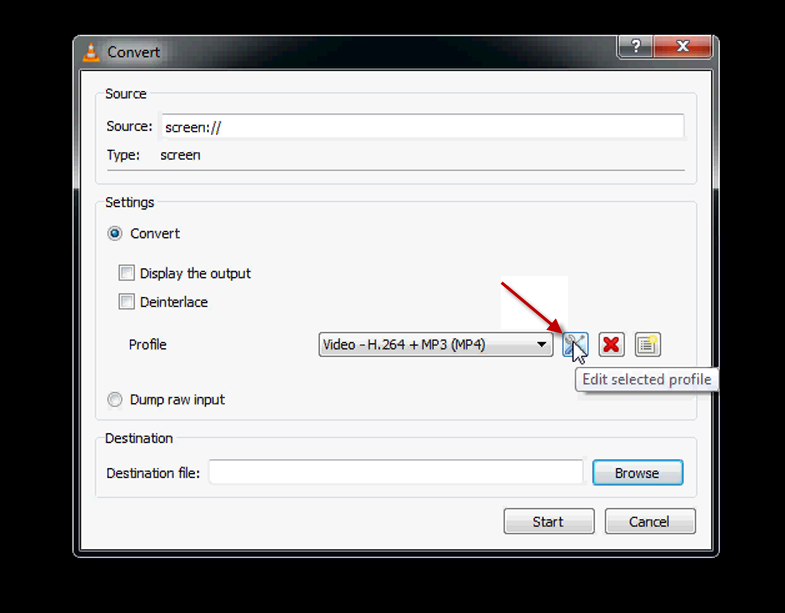 Convert
?
Source
Source: screen://
Type: screen
Settings
Convert
Display the output
Deinterlace
Profile Video - H.264 + MP3 (MP4)
Edit selected profile
Dump raw input
Destination
Destination file: Browse
Start Cancel